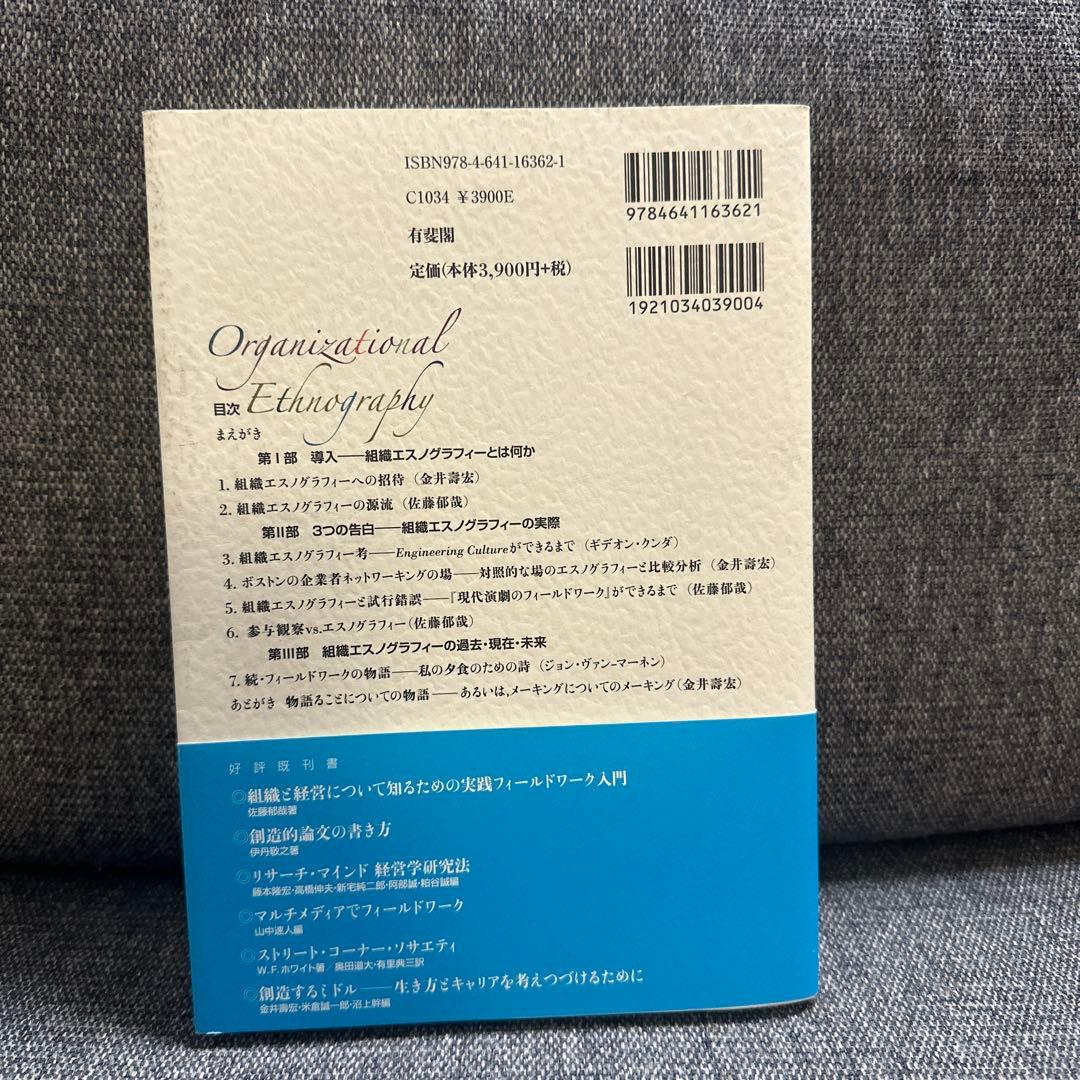 ISBN978-4-641-16362-1
C1034 ¥3900E
有斐閣
定価(本体3,900円+税)
9784641163621
1921034039004
Organizational
Ethnography
目次
まえがき
第Ⅰ部 導入——組織エスノグラフィーとは何か
1. 組織エスノグラフィーへの招待（金井壽宏）
2. 組織エスノグラフィーの源流（佐藤郁哉）
第Ⅱ部 3つの告白——組織エスノグラフィーの実際
3. 組織エスノグラフィー考——Engineering Cultureができるまで（ギデオン・クンダ）
4. ボストンの企業者ネットワーキングの場——対照的な場のエスノグラフィーと比較分析（金井壽宏）
5. 組織エスノグラフィーと試行錯誤——『現代演劇のフィールドワーク』ができるまで（佐藤郁哉）
6. 参与観察vs.エスノグラフィー（佐藤郁哉）
第Ⅲ部 組織エスノグラフィーの過去・現在・未来
7. 続・フィールドワークの物語——私の夕食のための詩（ジョン・ヴァン-マーネン）
あとがき 物語ることについての物語——あるいは，メーキングについてのメーキング（金井壽宏）
好評既刊書
◎組織と経営について知るための実践フィールドワーク入門
佐藤郁哉著
◎創造的論文の書き方
伊丹敬之著
◎リサーチ・マインド 経営学研究法
藤本隆宏・高橋伸夫・新宅純二郎・阿部誠・粕谷誠編
◎マルチメディアでフィールドワーク
山中速人編
◎ストリート・コーナー・ソサエティ
W.F.ホワイト著／奥田道大・有里典三訳
◎創造するミドル——生き方とキャリアを考えつづけるために
金井壽宏・米倉誠一郎・沼上幹編